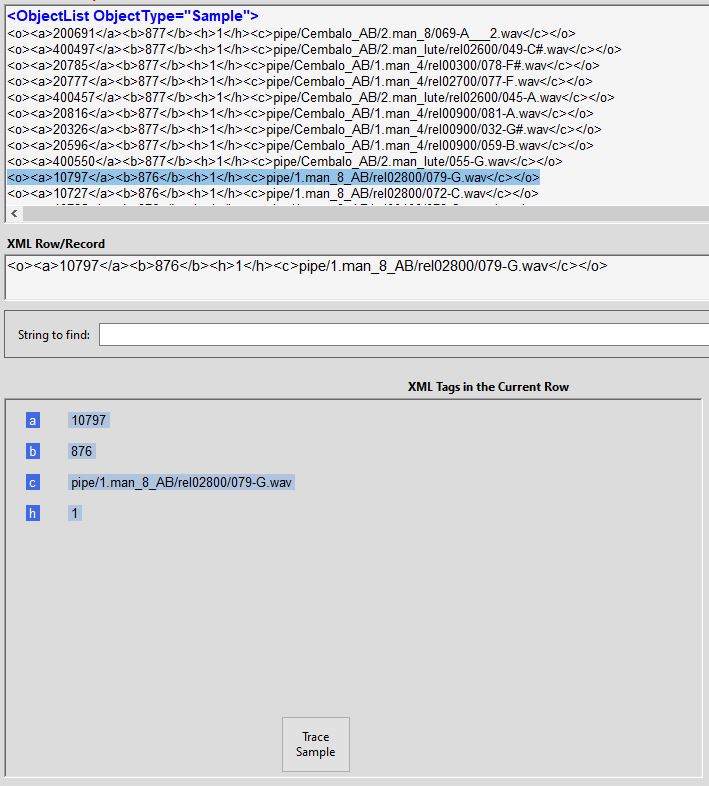 <ObjectList ObjectType="Sample">
<o><a>200691</a><b>877</b><h>1</h><c>pipe/Cembalo_AB/2.man_8/069-A___2.wav</c></o>
<o><a>400497</a><b>877</b><h>1</h><c>pipe/Cembalo_AB/2.man_lute/rel02600/049-C#.wav</c></o>
<o><a>20785</a><b>877</b><h>1</h><c>pipe/Cembalo_AB/1.man_4/rel00300/078-F#.wav</c></o>
<o><a>20777</a><b>877</b><h>1</h><c>pipe/Cembalo_AB/1.man_4/rel02700/077-F.wav</c></o>
<o><a>400457</a><b>877</b><h>1</h><c>pipe/Cembalo_AB/2.man_lute/rel02600/045-A.wav</c></o>
<o><a>20816</a><b>877</b><h>1</h><c>pipe/Cembalo_AB/1.man_4/rel00900/081-A.wav</c></o>
<o><a>20326</a><b>877</b><h>1</h><c>pipe/Cembalo_AB/1.man_4/rel00900/032-G#.wav</c></o>
<o><a>20596</a><b>877</b><h>1</h><c>pipe/Cembalo_AB/1.man_4/rel00900/059-B.wav</c></o>
<o><a>400550</a><b>877</b><h>1</h><c>pipe/Cembalo_AB/2.man_lute/055-G.wav</c></o>
<o><a>10797</a><b>876</b><h>1</h><c>pipe/1.man_8_AB/rel02800/079-G.wav</c></o>
<o><a>10727</a><b>876</b><h>1</h><c>pipe/1.man_8_AB/rel02800/072-C.wav</c></o>
XML Row/Record
<o><a>10797</a><b>876</b><h>1</h><c>pipe/1.man_8_AB/rel02800/079-G.wav</c></o>
String to find:
XML Tags in the Current Row
a 10797
b 876
c pipe/1.man_8_AB/rel02800/079-G.wav
h 1
Trace
Sample